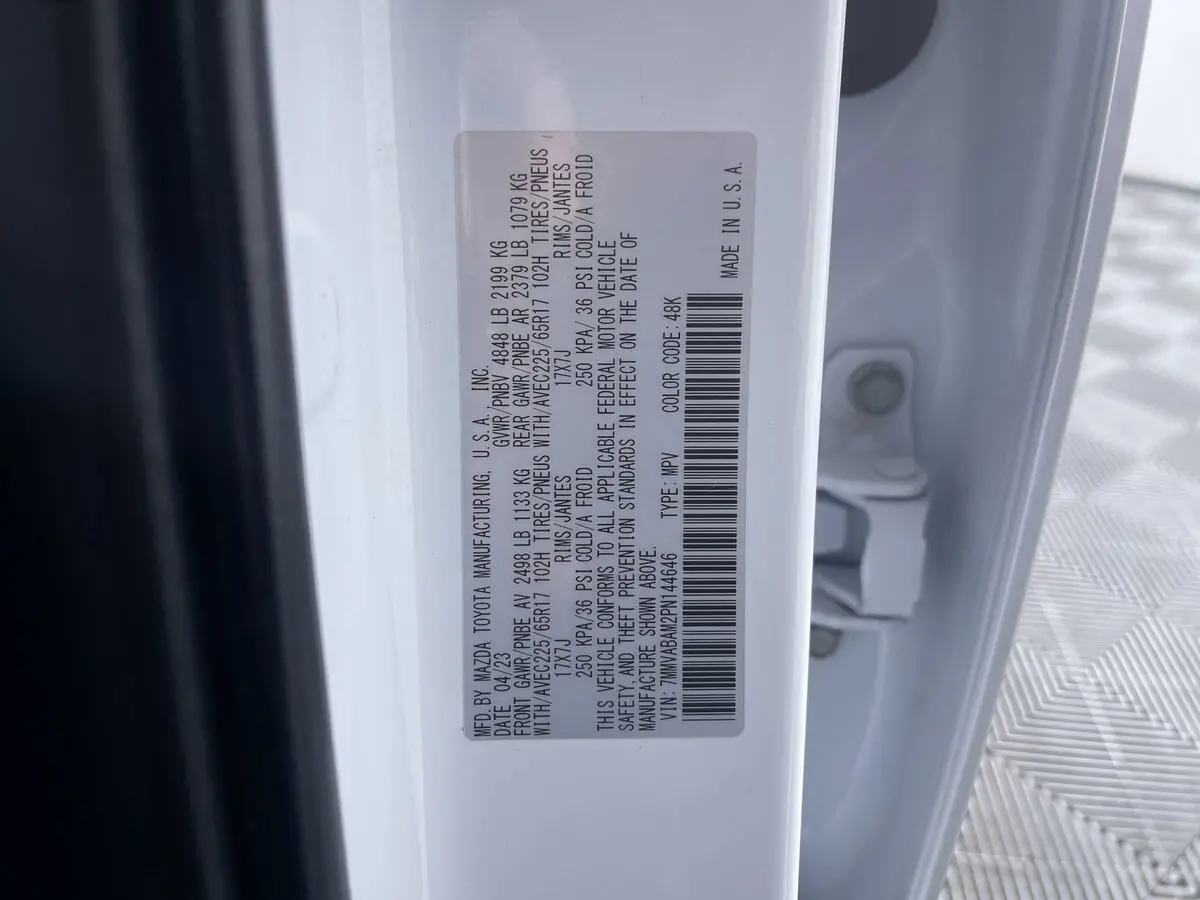 MFD.BY MAZDA TOYOTA MANUFACTURING, U.S.A., INC.
DATE 04/23 GVWR/PNBV 4848 LB 2199 KG
FRONT GAWR/PNBE AV 2498 LB 1133 KG REAR GAWR/PNBE AR 2379 LB 1079 KG
WITH/AVEC225/65R17 102H TIRES/PNEUS WITH/AVEC225/65R17 102H TIRES/PNEUS
17X7J RIMS/JANTES 17X7J RIMS/JANTES
250 KPA/36 PSI COLD/A FROID 250 KPA/36 PSI COLD/A FROID
THIS VEHICLE CONFORMS TO ALL APPLICABLE FEDERAL MOTOR VEHICLE
SAFETY,AND THEFT PREVENTION STANDARDS IN EFFECT ON THE DATE OF
MANUFACTURE SHOWN ABOVE.
VIN:7MMVABAM2PN144646 TYPE:MPV COLOR CODE:48K
MADE IN U.S.A.